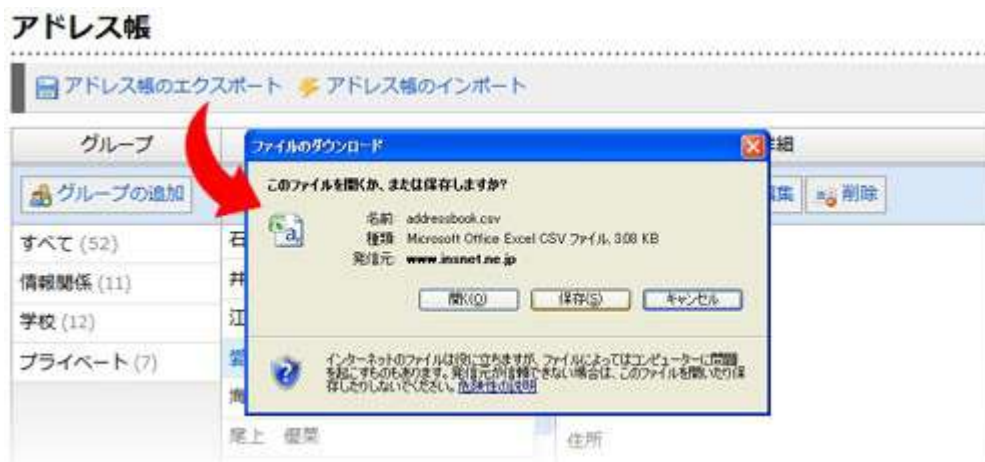 アドレス帳
アドレス帳のエクスポート アドレス帳のインポート
グループ
詳細
グループの追加
編集 削除
すべて (52)
情報関係 (11)
学校 (12)
プライベート (7)
石
井
江
ファイルのダウンロード
このファイルを開くか、または保存しますか?
名前: addressbook.csv
種類: Microsoft Office Excel CSV ファイル, 3.08 KB
発信元: www.insnet.ne.jp
開く(O) 保存(S) キャンセル
インターネットのファイルは役に立ちますが、ファイルによってはコンピューターに問題
を起こすものもあります。発信元が信頼できない場合は、このファイルを開いたり保
存したりしないでください。危険性の説明
尾上
住所